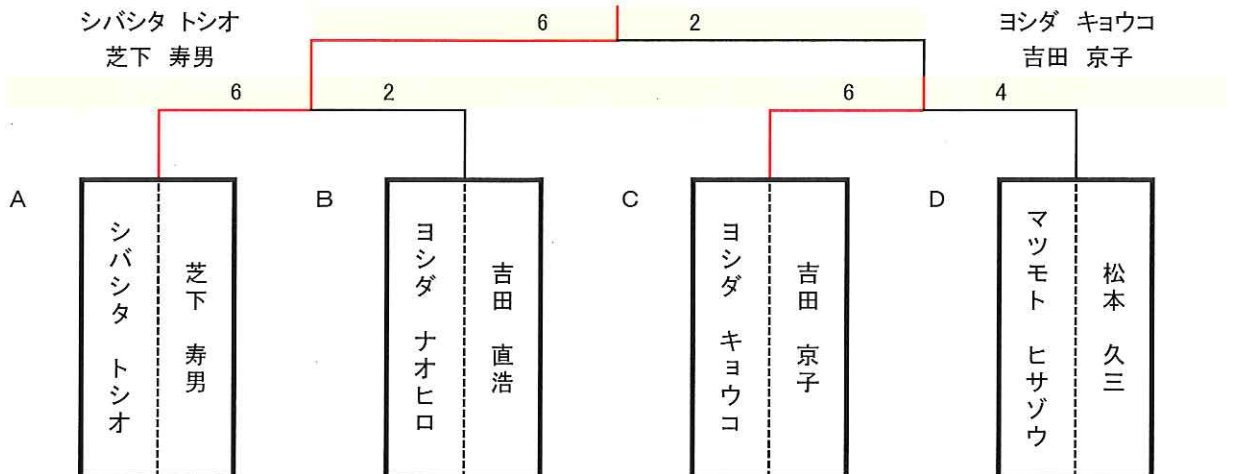 シバシタ トシオ
芝下 寿男
6 2
ヨシダ キョウコ
吉田 京子
6 2
6 4
A
シバシタ トシオ
芝下 寿男
B
ヨシダ ナオヒロ
吉田 直浩
C
ヨシダ キョウコ
吉田 京子
D
マツモト ヒサゾウ
松本 久三